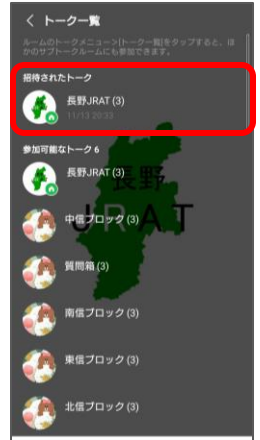 く トーク一覧
ルームのトークメニュー>[トーク一覧]をタップすると、ほ
かのサブトークルームにも参加できます。
招待されたトーク
長野JRAT (3)
11/13 20:33
参加可能なトーク 6
長野JRAT (3)
長野
JRAT
中信ブロック (3)
質問箱 (3)
南信ブロック (3)
東信ブロック (3)
北信ブロック (3)